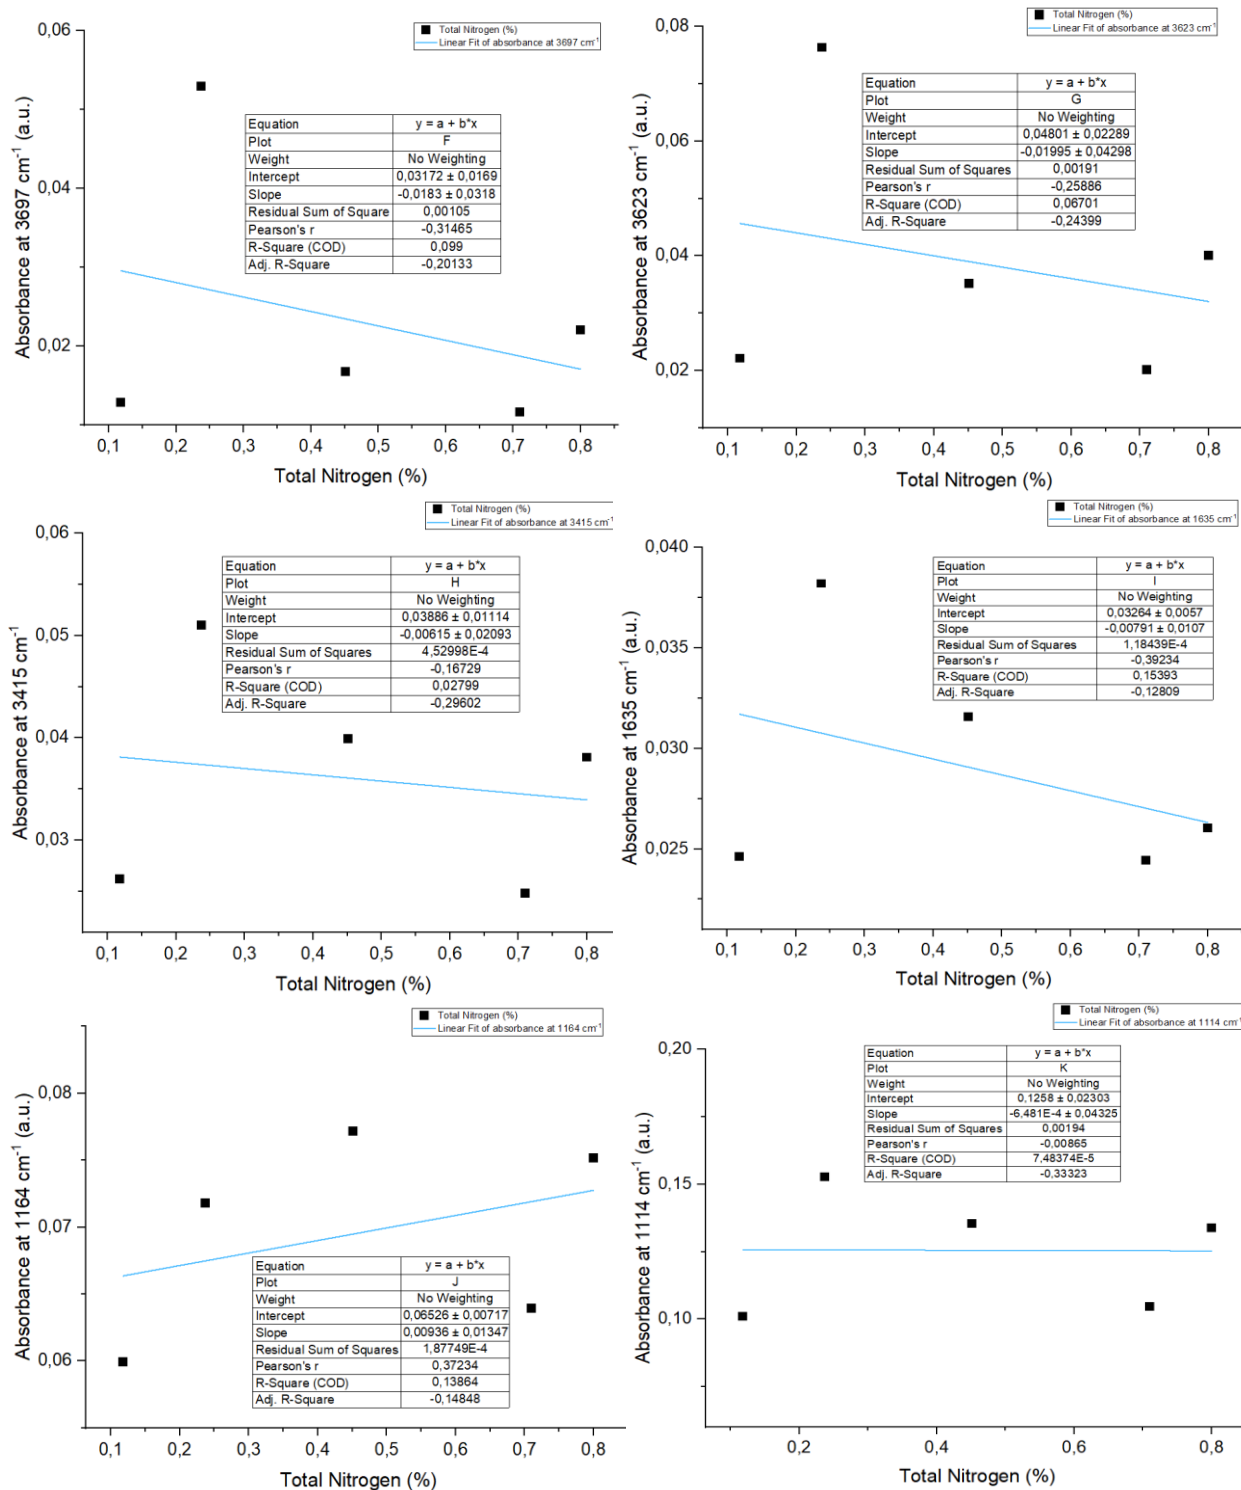 Total Nitrogen (%)
Linear Fit of absorbance at 3697 cm⁻¹
0,06
0,04
0,02
Absorbance at 3697 cm⁻¹ (a.u.)
Equation y = a + b*x
Plot F
Weight No Weighting
Intercept 0,03172 ± 0,0169
Slope -0,0183 ± 0,0318
Residual Sum of Square 0,00105
Pearson's r -0,31465
R-Square (COD) 0,099
Adj. R-Square -0,20133
0,1 0,2 0,3 0,4 0,5 0,6 0,7 0,8
Total Nitrogen (%)
Total Nitrogen (%)
Linear Fit of absorbance at 3623 cm⁻¹
0,08
0,06
0,04
0,02
Absorbance at 3623 cm⁻¹ (a.u.)
Equation y = a + b*x
Plot G
Weight No Weighting
Intercept 0,04801 ± 0,02289
Slope -0,01995 ± 0,04298
Residual Sum of Squares 0,00191
Pearson's r -0,25886
R-Square (COD) 0,06701
Adj. R-Square -0,24399
0,1 0,2 0,3 0,4 0,5 0,6 0,7 0,8
Total Nitrogen (%)
Total Nitrogen (%)
Linear Fit of absorbance at 3415 cm⁻¹
0,06
0,05
0,04
0,03
Absorbance at 3415 cm⁻¹ (a.u.)
Equation y = a + b*x
Plot H
Weight No Weighting
Intercept 0,03886 ± 0,01114
Slope -0,00615 ± 0,02093
Residual Sum of Squares 4,52998E-4
Pearson's r -0,16729
R-Square (COD) 0,02799
Adj. R-Square -0,29602
0,1 0,2 0,3 0,4 0,5 0,6 0,7 0,8
Total Nitrogen (%)
Total Nitrogen (%)
Linear Fit of absorbance at 1635 cm⁻¹
0,040
0,035
0,030
0,025
Absorbance at 1635 cm⁻¹ (a.u.)
Equation y = a + b*x
Plot I
Weight No Weighting
Intercept 0,03264 ± 0,0057
Slope -0,00791 ± 0,0107
Residual Sum of Squares 1,18439E-4
Pearson's r -0,39234
R-Square (COD) 0,15393
Adj. R-Square -0,12809
0,1 0,2 0,3 0,4 0,5 0,6 0,7 0,8
Total Nitrogen (%)
Total Nitrogen (%)
Linear Fit of absorbance at 1164 cm⁻¹
0,08
0,07
0,06
Absorbance at 1164 cm⁻¹ (a.u.)
Equation y = a + b*x
Plot J
Weight No Weighting
Intercept 0,06526 ± 0,00717
Slope 0,00936 ± 0,01347
Residual Sum of Squares 1,87749E-4
Pearson's r 0,37234
R-Square (COD) 0,13864
Adj. R-Square -0,14848
0,1 0,2 0,3 0,4 0,5 0,6 0,7 0,8
Total Nitrogen (%)
Total Nitrogen (%)
Linear Fit of absorbance at 1114 cm⁻¹
0,20
0,15
0,10
Absorbance at 1114 cm⁻¹ (a.u.)
Equation y = a + b*x
Plot K
Weight No Weighting
Intercept 0,1258 ± 0,02303
Slope -6,481E-4 ± 0,04325
Residual Sum of Squares 0,00194
Pearson's r -0,00865
R-Square (COD) 7,48374E-5
Adj. R-Square -0,33323
0,2 0,4 0,6 0,8
Total Nitrogen (%)